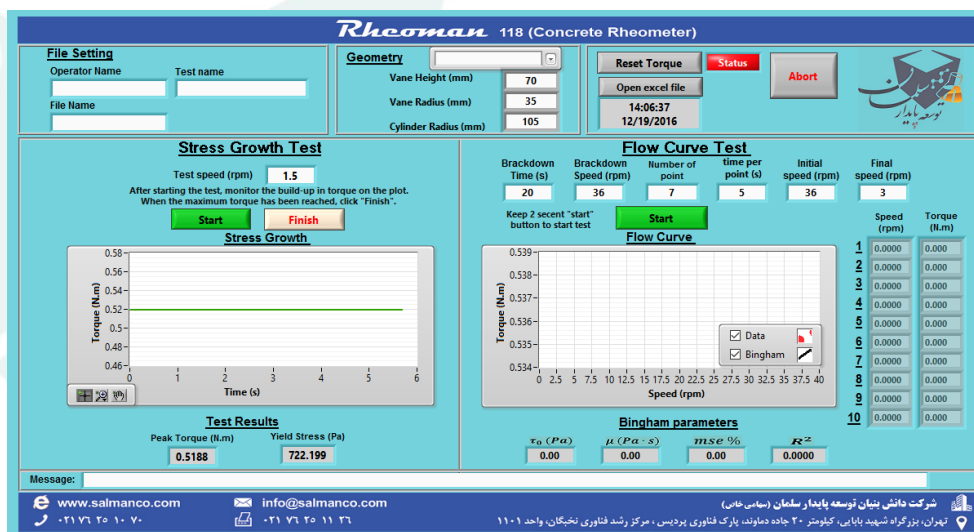 Rheoman 118 (Concrete Rheometer)
File Setting
Operator Name
Test name
File Name
Geometry
Vane Height (mm)
70
Vane Radius (mm)
35
Cylinder Radius (mm)
105
Reset Torque
Status
Open excel file
14:06:37
12/19/2016
Abort
توسعه پایدار
Stress Growth Test
Test speed (rpm)
1.5
After starting the test, monitor the build-up in torque on the plot.
When the maximum torque has been reached, click "Finish".
Start
Finish
Stress Growth
Torque (N.m)
0.58
0.56
0.54
0.52
0.5
0.48
0.46
0 1 2 3 4 5 6
Time (s)
Test Results
Peak Torque (N.m)
Yield Stress (Pa)
0.5188
722.199
Flow Curve Test
Brackdown Time (s)
Brackdown Speed (rpm)
Number of point
time per point (s)
Initial speed (rpm)
Final speed (rpm)
20 36 7 5 36 3
Keep 2 secent "start"
button to start test
Start
Flow Curve
Torque (N.m)
0.539
0.538
0.537
0.536
0.535
0.534
Data
Bingham
0 2.5 5 7.5 10 12.5 15 17.5 20 22.5 25 27.5 30 32.5 35 37.5 40
Speed (rpm)
Speed (rpm)
Torque (N.m)
1 0.0000 0.000
2 0.0000 0.000
3 0.0000 0.000
4 0.0000 0.000
5 0.0000 0.000
6 0.0000 0.000
7 0.0000 0.000
8 0.0000 0.000
9 0.0000 0.000
10 0.0000 0.000
Bingham parameters
τ₀ (Pa)
μ (Pa · s)
mse %
R²
0.00 0.00 0.00 0.0000
Message:
www.salmanco.com
info@salmanco.com
شرکت دانش بنیان توسعه پایدار سلمان (سهامی خاص)
۰۲۱ ۷۶ ۲۵ ۱۰ ۷۰
۰۲۱ ۷۶ ۲۵ ۱۱ ۳۶
تهران، بزرگراه شهید بابایی، کیلومتر ۲۰ جاده دماوند، پارک فناوری پردیس ، مرکز رشد فناوری نخبگان، واحد ۱۱۰۱